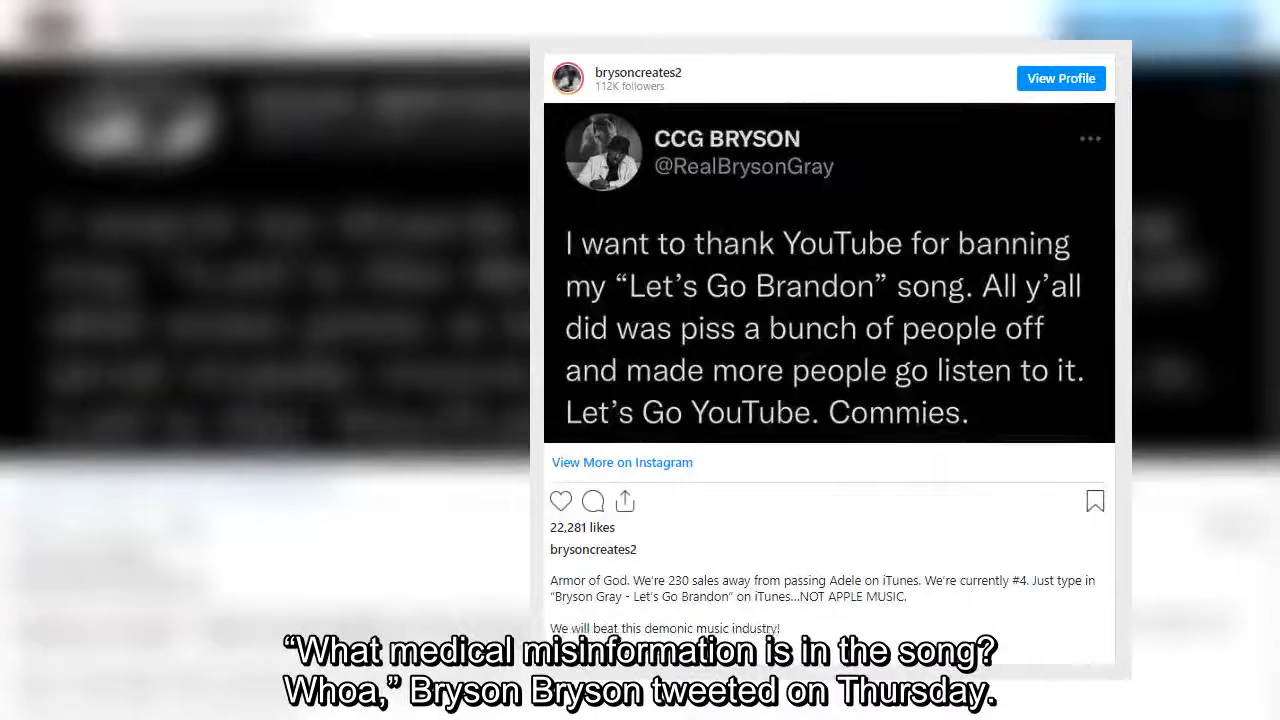 brysoncreates2
112K followers
View Profile
CCG BRYSON
@RealBrysonGray
I want to thank YouTube for banning
my “Let’s Go Brandon” song. All y’all
did was piss a bunch of people off
and made more people go listen to it.
Let’s Go YouTube. Commies.
View More on Instagram
22,281 likes
brysoncreates2
Armor of God. We're 230 sales away from passing Adele on iTunes. We're currently #4. Just type in
“Bryson Gray - Let's Go Brandon” on iTunes...NOT APPLE MUSIC.
We will beat this demonic music industry!
“What medical misinformation is in the song?
Whoa,” Bryson Bryson tweeted on Thursday.